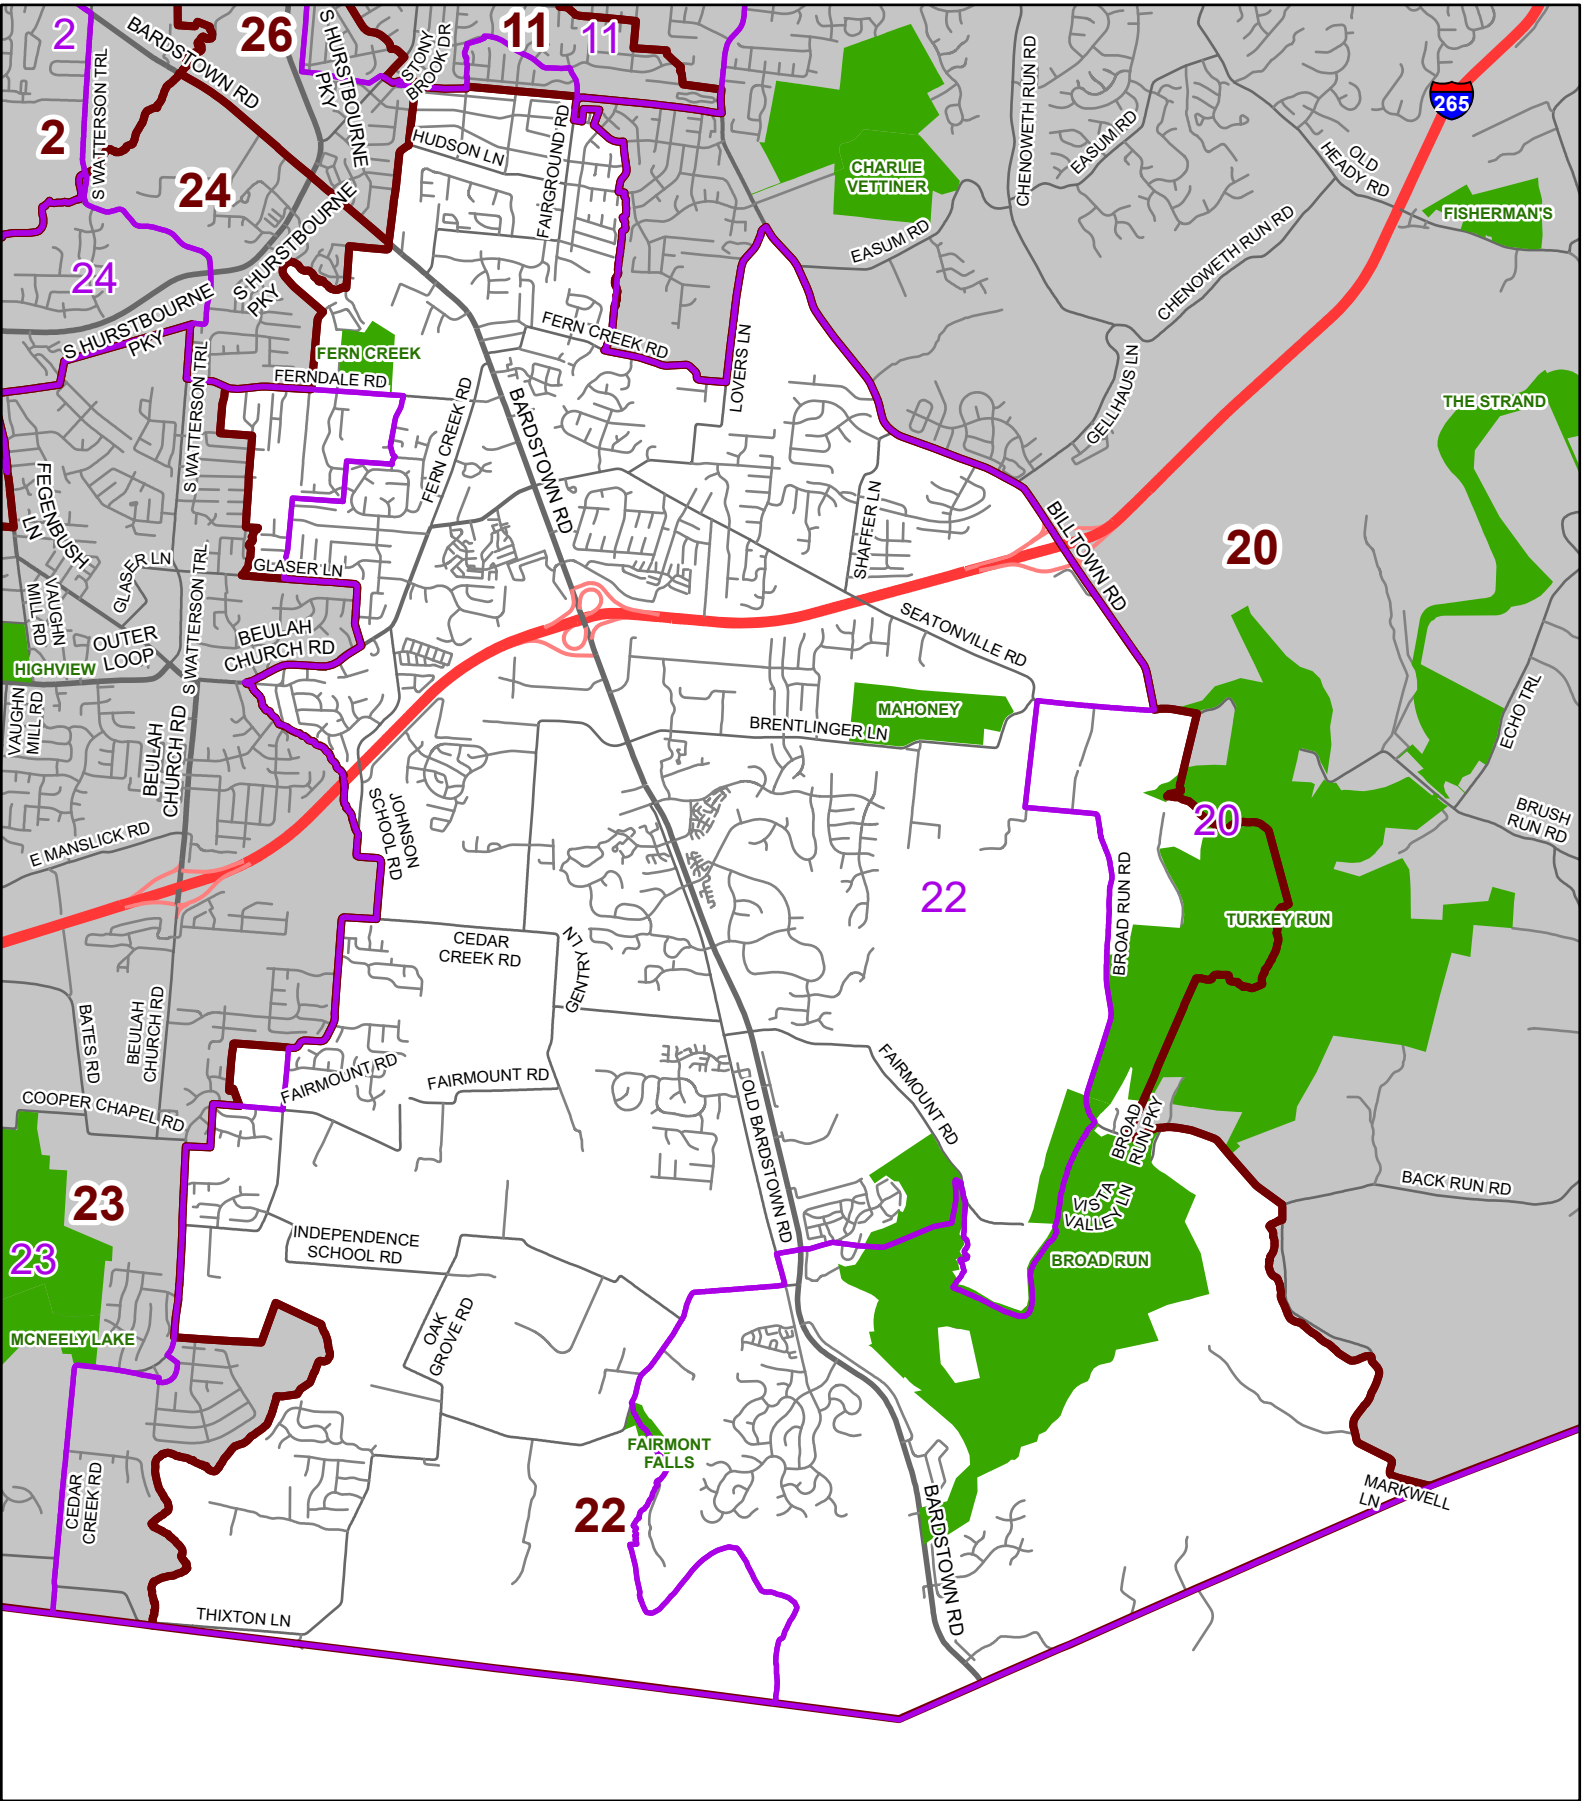 2
26
11
11
BARDSTOWN RD
S HURSTBOURNE
PKY
STONY
BROOK DR
S WATTERSON TRL
2
24
HUDSON LN
FAIRGROUND RD
CHENOWETH RUN RD
EASUM RD
265
OLD
HEADY RD
CHARLIE
VETTINER
FISHERMAN'S
EASUM RD
CHENOWETH RUN RD
24
S HURSTBOURNE
PKY
S HURSTBOURNE
PKY
FERN CREEK
FERNDALE RD
FERN CREEK RD
LOVERS LN
GELLHAUS LN
THE STRAND
S WATTERSON TRL
FERN CREEK RD
BARDSTOWN RD
FEGENBUSH
LN
SHAFFER LN
BILLTOWN RD
20
GLASER LN
GLASER LN
VAUGHN
MILL RD
S WATTERSON TRL
OUTER
LOOP
BEULAH
CHURCH RD
SEATONVILLE RD
HIGHVIEW
VAUGHN
MILL RD
BEULAH
CHURCH RD
MAHONEY
BRENTLINGER LN
ECHO TRL
JOHNSON
SCHOOL RD
20
BRUSH
RUN RD
E MANSLICK RD
22
BROAD RUN RD
TURKEY RUN
CEDAR
CREEK RD
GENTRY LN
BATES RD
BEULAH
CHURCH RD
FAIRMOUNT RD
FAIRMOUNT RD
FAIRMOUNT RD
COOPER CHAPEL RD
OLD BARDSTOWN RD
BROAD
RUN PKY
BACK RUN RD
23
VISTA
VALLEY LN
23
INDEPENDENCE
SCHOOL RD
BROAD RUN
OAK
GROVE RD
MCNEELY LAKE
FAIRMONT
FALLS
CEDAR
CREEK RD
22
BARDSTOWN RD
MARKWELL
LN
THIXTON LN